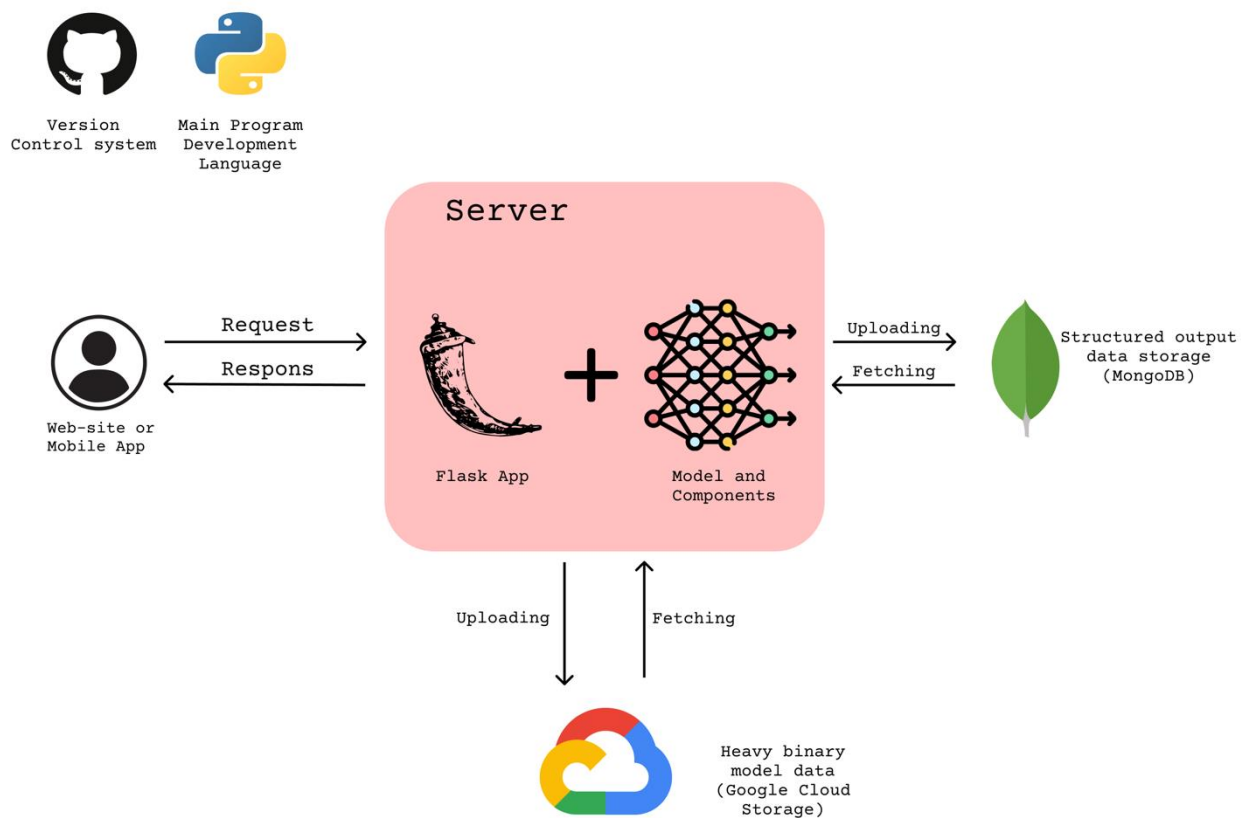 Version
Control system
Main Program
Development
Language
Server
Request
Respons
Web-site or
Mobile App
Flask App
Model and
Components
Uploading
Fetching
Structured output
data storage
(MongoDB)
Uploading
Fetching
Heavy binary
model data
(Google Cloud
Storage)